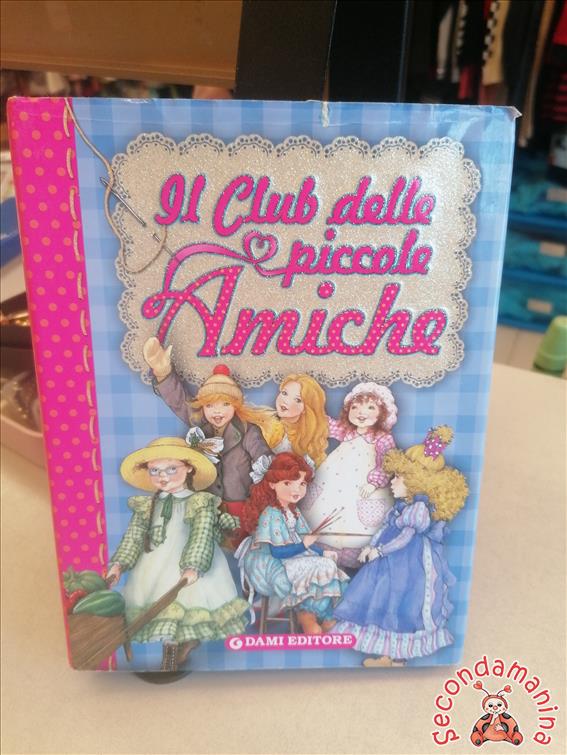 Il Club delle
piccole
Amiche
DAMI EDITORE
Secondamanina